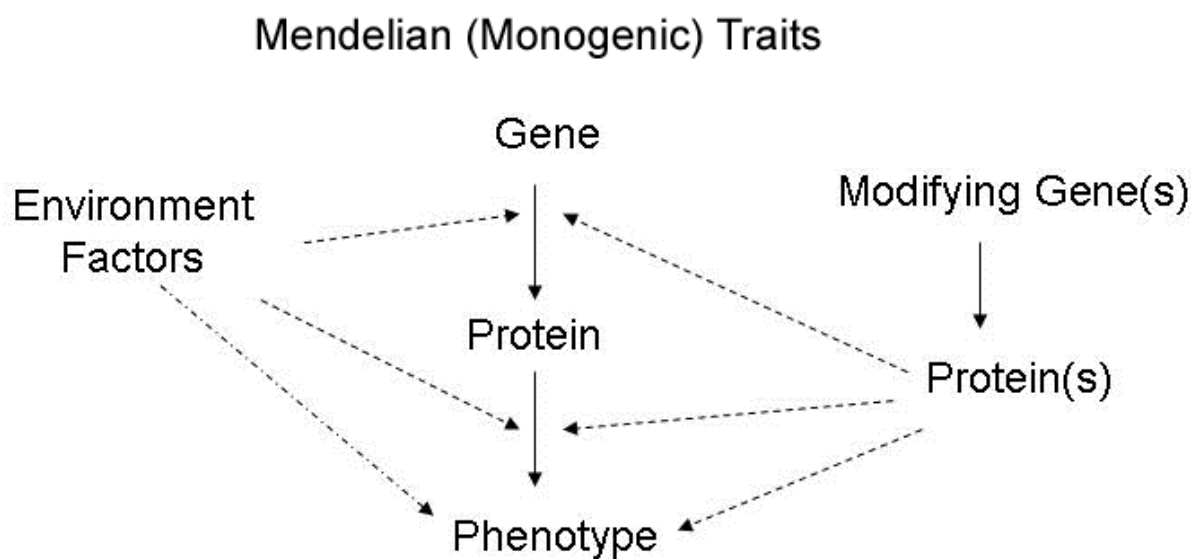 Mendelian (Monogenic) Traits
Gene
Environment
Factors
Modifying Gene(s)
Protein
Protein(s)
Phenotype